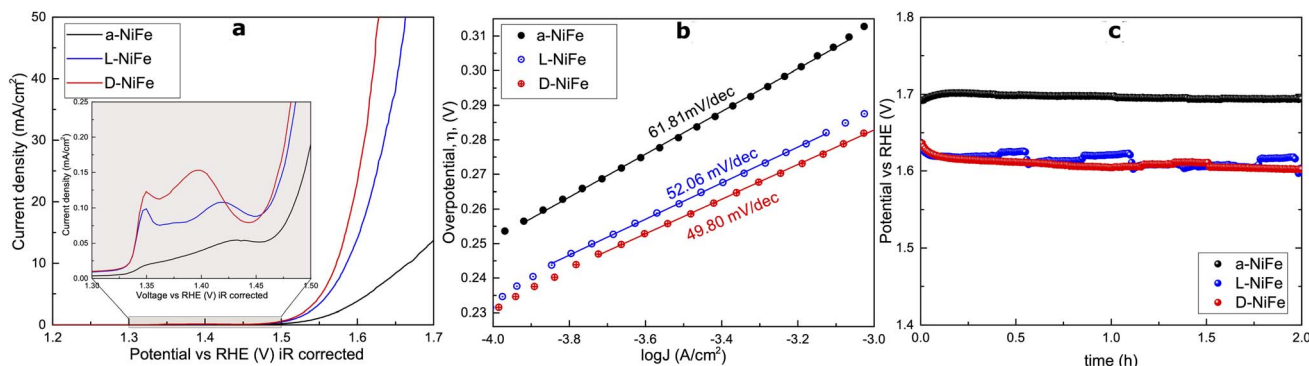 a
a-NiFe
L-NiFe
D-NiFe
50
40
30
20
10
0
Current density (mA/cm²)
1.2
1.3
1.4
1.5
1.6
1.7
Potential vs RHE (V) iR corrected
0.25
0.20
0.15
0.10
0.05
0.00
Current density (mA/cm²)
1.30
1.35
1.40
1.45
1.50
Voltage vs RHE (V) iR corrected
b
a-NiFe
L-NiFe
D-NiFe
61.81mV/dec
52.06 mV/dec
49.80 mV/dec
0.31
0.29
0.28
0.26
0.25
0.23
Overpotential, η, (V)
-4.0
-3.8
-3.6
-3.4
-3.2
-3.0
logJ (A/cm²)
c
1.8
1.7
1.6
1.5
1.4
Potential vs RHE (V)
a-NiFe
L-NiFe
D-NiFe
0.0
0.5
1.0
1.5
2.0
time (h)